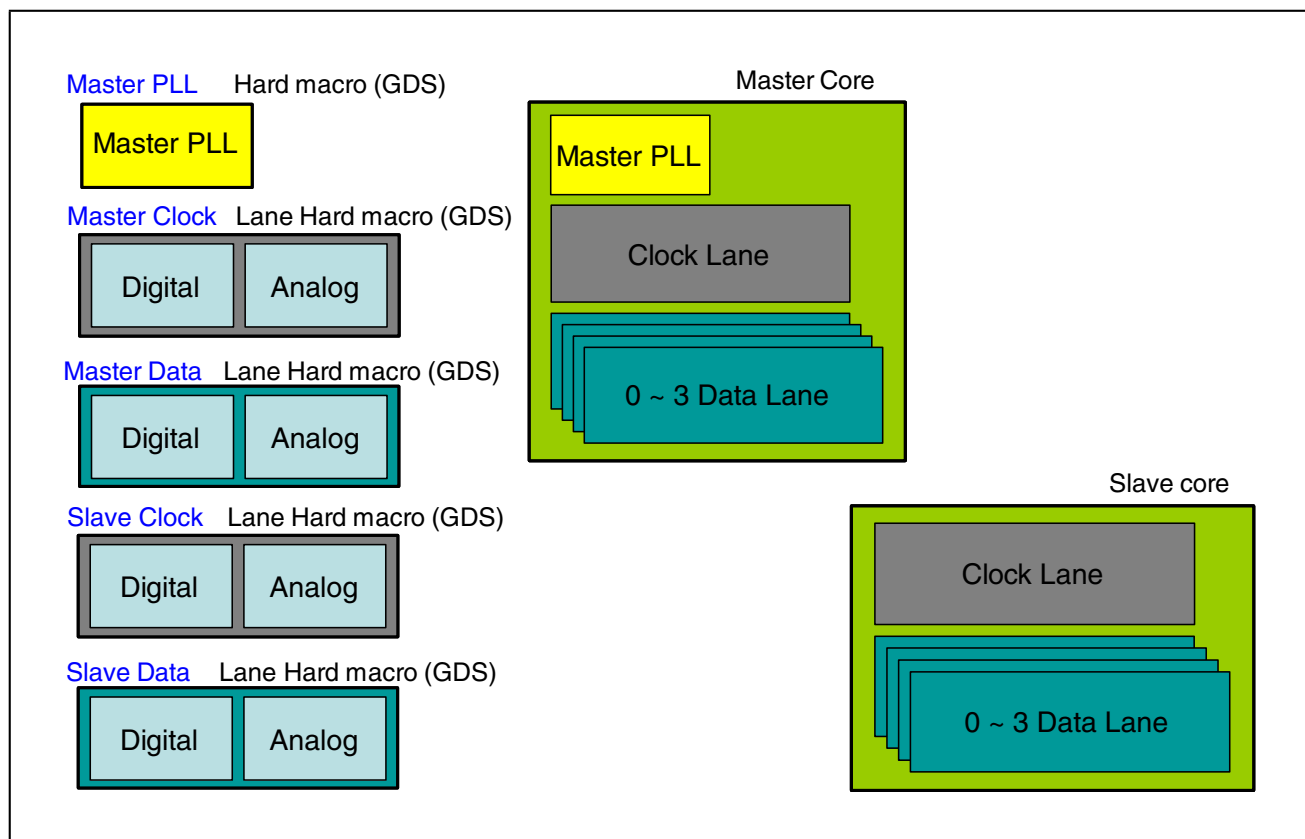 Master PLL Hard macro (GDS)
Master PLL
Master Clock Lane Hard macro (GDS)
Digital Analog
Master Data Lane Hard macro (GDS)
Digital Analog
Slave Clock Lane Hard macro (GDS)
Digital Analog
Slave Data Lane Hard macro (GDS)
Digital Analog
Master Core
Master PLL
Clock Lane
0 ~ 3 Data Lane
Slave core
Clock Lane
0 ~ 3 Data Lane